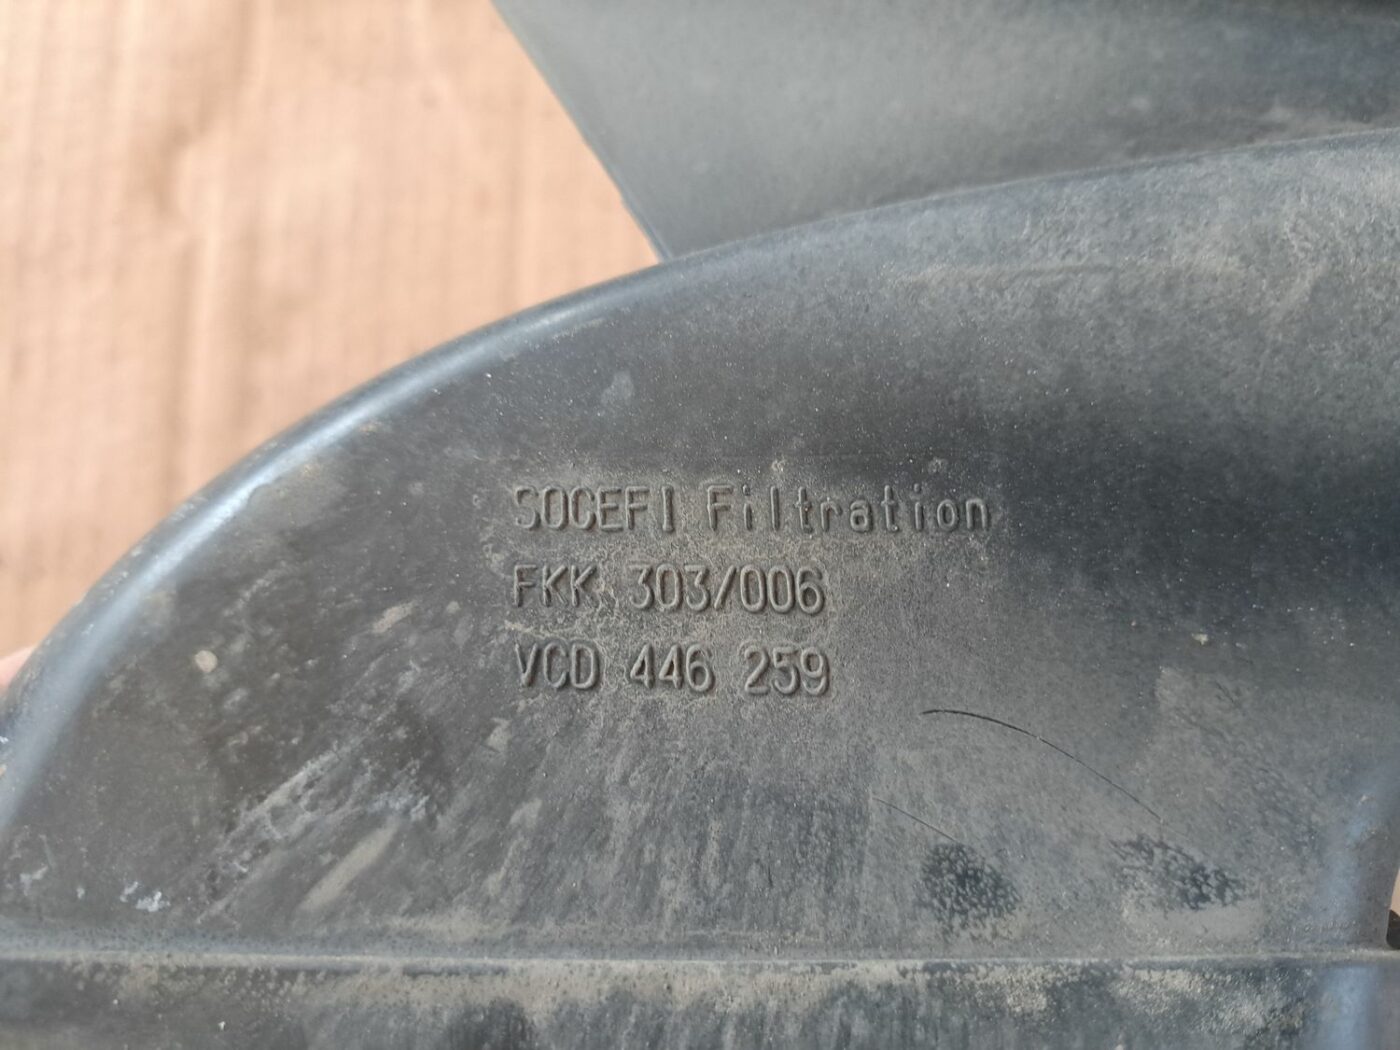 SOCEFI Filtration
FKK 303/006
VCD 446 259